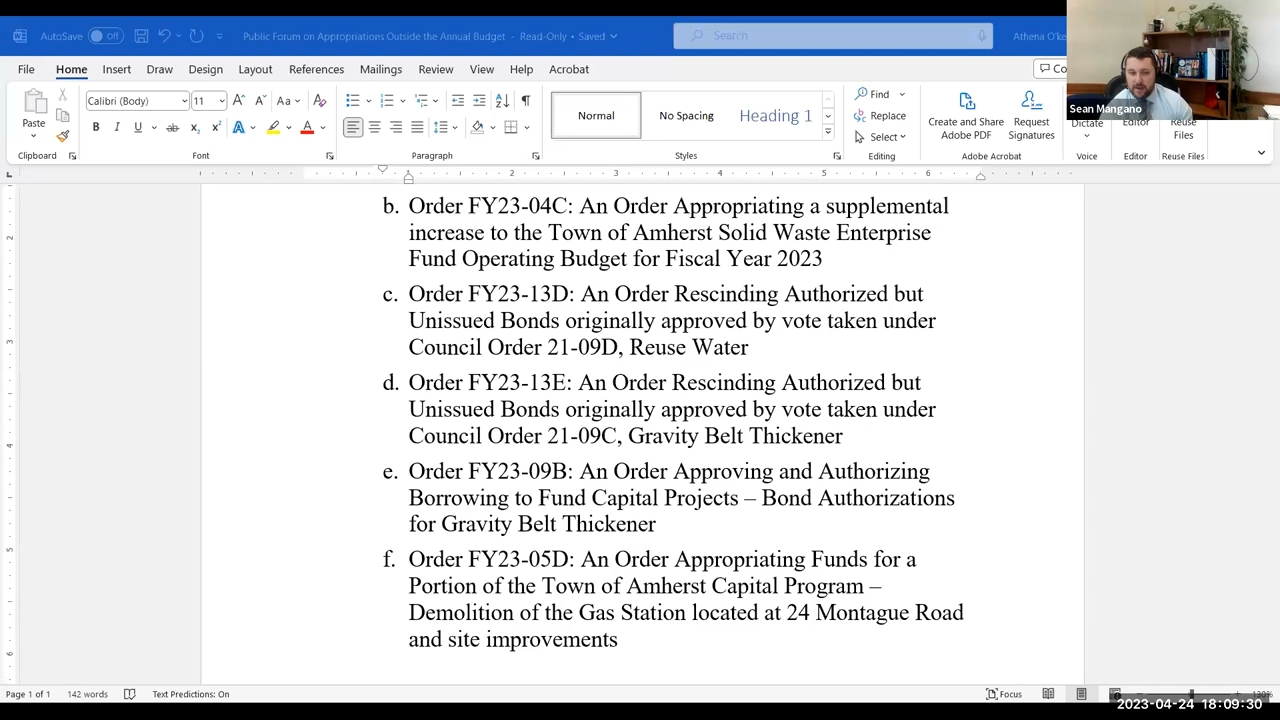 AutoSave Off Public Forum on Appropriations Outside the Annual Budget - Read-Only • Saved Search
File Home Insert Draw Design Layout References Mailings Review View Help Acrobat
Calibri (Body) 11 Aa
Find
Replace
Select
Normal No Spacing Heading 1
Paste
Create and Share Adobe PDF
Request Signatures
Dictate Editor Reuse Files
Sean Mangano
Clipboard Font Paragraph Styles Editing Adobe Acrobat Voice Editor Reuse Files
1 2 3 4 5 6
b. Order FY23-04C: An Order Appropriating a supplemental
increase to the Town of Amherst Solid Waste Enterprise
Fund Operating Budget for Fiscal Year 2023
c. Order FY23-13D: An Order Rescinding Authorized but
Unissued Bonds originally approved by vote taken under
Council Order 21-09D, Reuse Water
d. Order FY23-13E: An Order Rescinding Authorized but
Unissued Bonds originally approved by vote taken under
Council Order 21-09C, Gravity Belt Thickener
e. Order FY23-09B: An Order Approving and Authorizing
Borrowing to Fund Capital Projects – Bond Authorizations
for Gravity Belt Thickener
f. Order FY23-05D: An Order Appropriating Funds for a
Portion of the Town of Amherst Capital Program –
Demolition of the Gas Station located at 24 Montague Road
and site improvements
Page 1 of 1 142 words Text Predictions: On Focus
2023-04-24 18:09:30